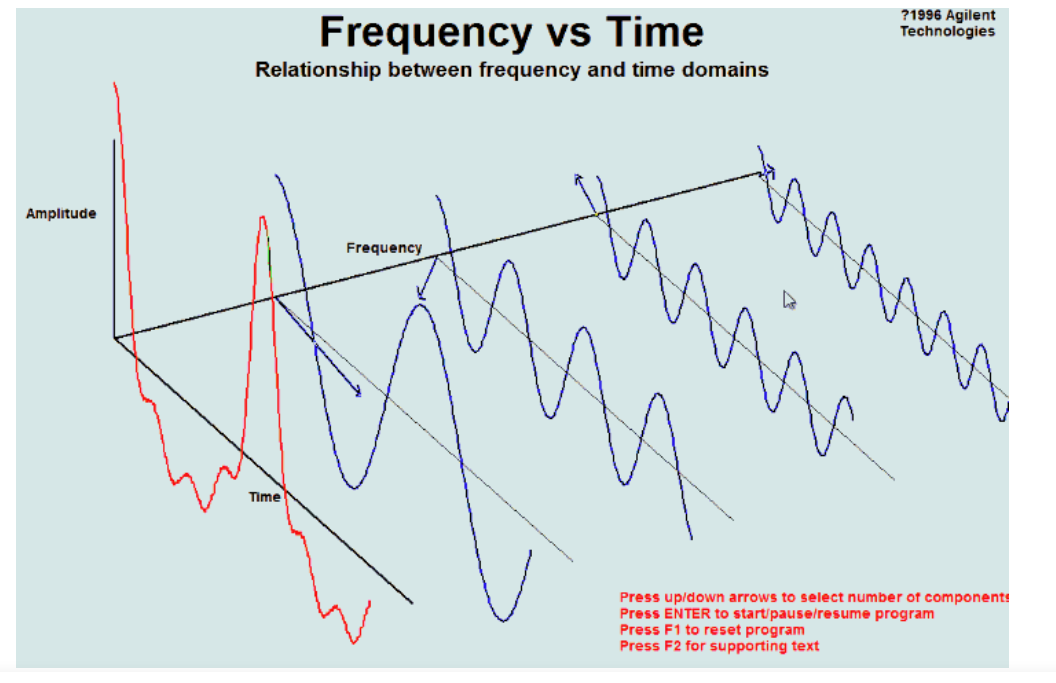 Frequency vs Time
?1996 Agilent
Technologies
Relationship between frequency and time domains
Amplitude
Frequency
Time
Press up/down arrows to select number of components
Press ENTER to start/pause/resume program
Press F1 to reset program
Press F2 for supporting text